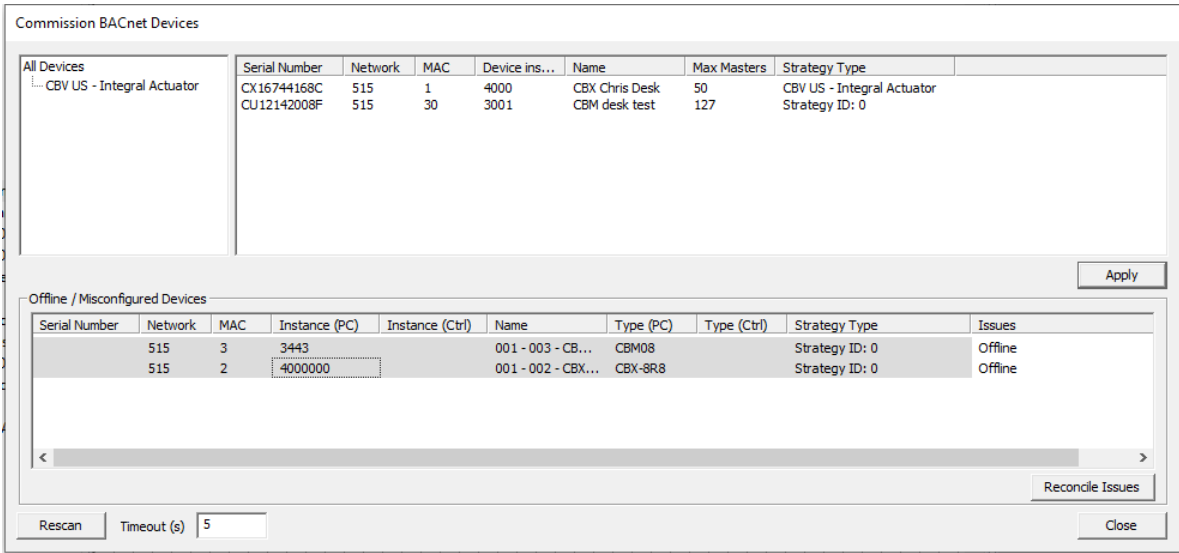 Commission BACnet Devices
All Devices
CBV US - Integral Actuator
Serial Number Network MAC Device ins... Name Max Masters Strategy Type
CX16744168C 515 1 4000 CBX Chris Desk 50 CBV US - Integral Actuator
CU12142008F 515 30 3001 CBM desk test 127 Strategy ID: 0
Apply
Offline / Misconfigured Devices
Serial Number Network MAC Instance (PC) Instance (Ctrl) Name Type (PC) Type (Ctrl) Strategy Type Issues
515 3 3443 001 - 003 - CB... CBM08 Strategy ID: 0 Offline
515 2 4000000 001 - 002 - CBX... CBX-8R8 Strategy ID: 0 Offline
Reconcile Issues
Rescan Timeout (s) 5 Close